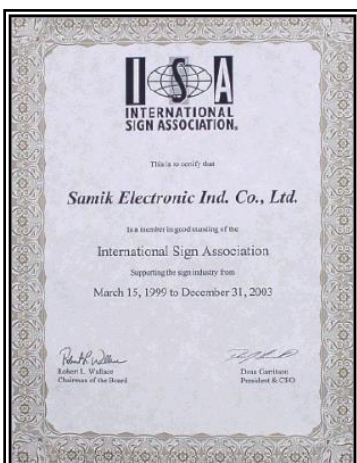 ISA
INTERNATIONAL
SIGN ASSOCIATION.
This is to certify that
Samik Electronic Ind. Co., Ltd.
Is a member in good standing of the
International Sign Association
Supporting the sign industry from
March 15, 1999 to December 31, 2003
Robert L. Wallace
Chairman of the Board
President & CEO